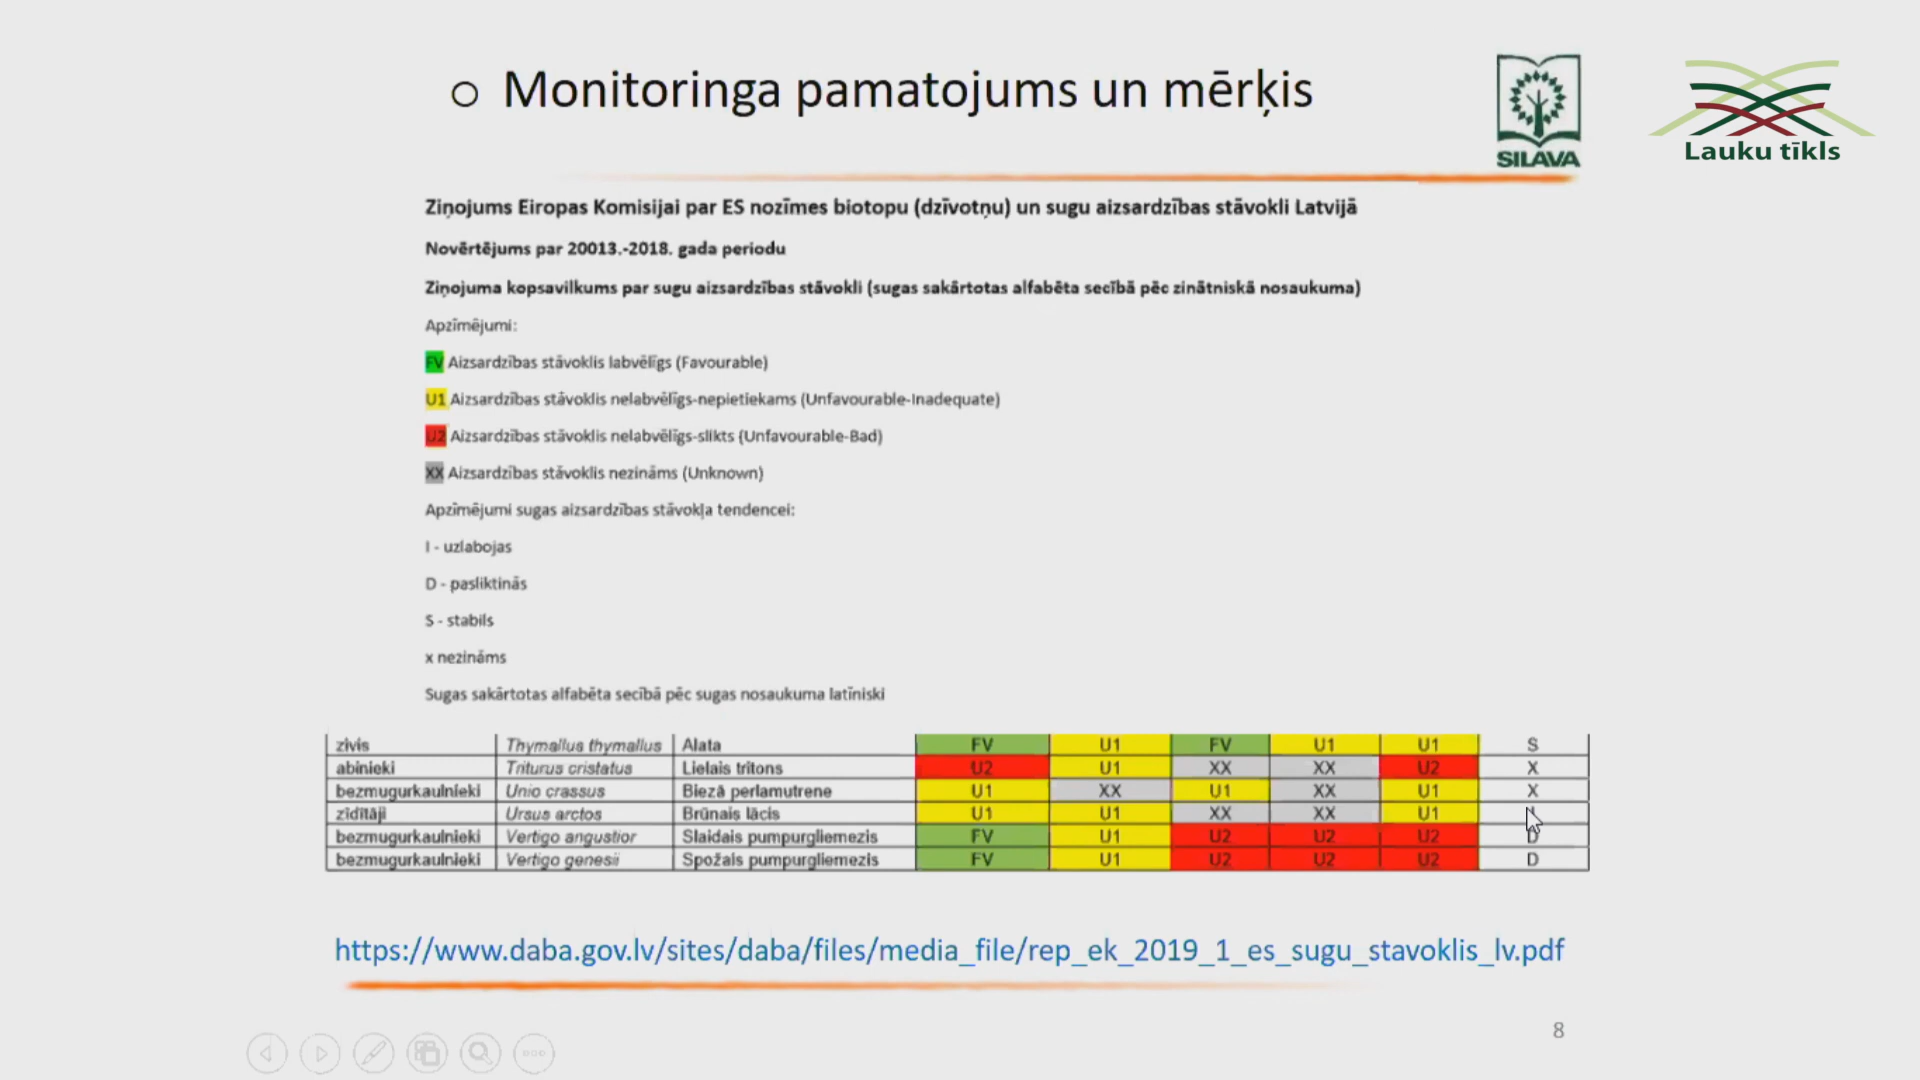 ○ Monitoringa pamatojums un mērķis
SILAVA
Lauku tīkls
Ziņojums Eiropas Komisijai par ES nozīmes biotopu (dzīvotņu) un sugu aizsardzības stāvokli Latvijā
Novērtējums par 20013.-2018. gada periodu
Ziņojuma kopsavilkums par sugu aizsardzības stāvokli (sugas sakārtotas alfabēta secībā pēc zinātniskā nosaukuma)
Apzīmējumi:
FV Aizsardzības stāvoklis labvēlīgs (Favourable)
U1 Aizsardzības stāvoklis nelabvēlīgs-nepietiekams (Unfavourable-Inadequate)
U2 Aizsardzības stāvoklis nelabvēlīgs-slikts (Unfavourable-Bad)
XX Aizsardzības stāvoklis nezināms (Unknown)
Apzīmējumi sugas aizsardzības stāvokļa tendencei:
I - uzlabojas
D - pasliktinās
S - stabils
x nezināms
Sugas sakārtotas alfabēta secībā pēc sugas nosaukuma latīniski
zivis Thymallus thymallus Alata FV U1 FV U1 U1 S
abinieki Triturus cristatus Lielais tritons U2 U1 XX XX U2 X
bezmugurkaulnieki Unio crassus Biezā perlamutrene U1 XX U1 XX U1 X
zīdītāji Ursus arctos Brūnais lācis U1 U1 XX XX U1
bezmugurkaulnieki Vertigo angustior Slaidais pumpurgliemezis FV U1 U2 U2 U2 D
bezmugurkaulnieki Vertigo genesii Spožais pumpurgliemezis FV U1 U2 U2 U2 D
https://www.daba.gov.lv/sites/daba/files/media_file/rep_ek_2019_1_es_sugu_stavoklis_lv.pdf
8